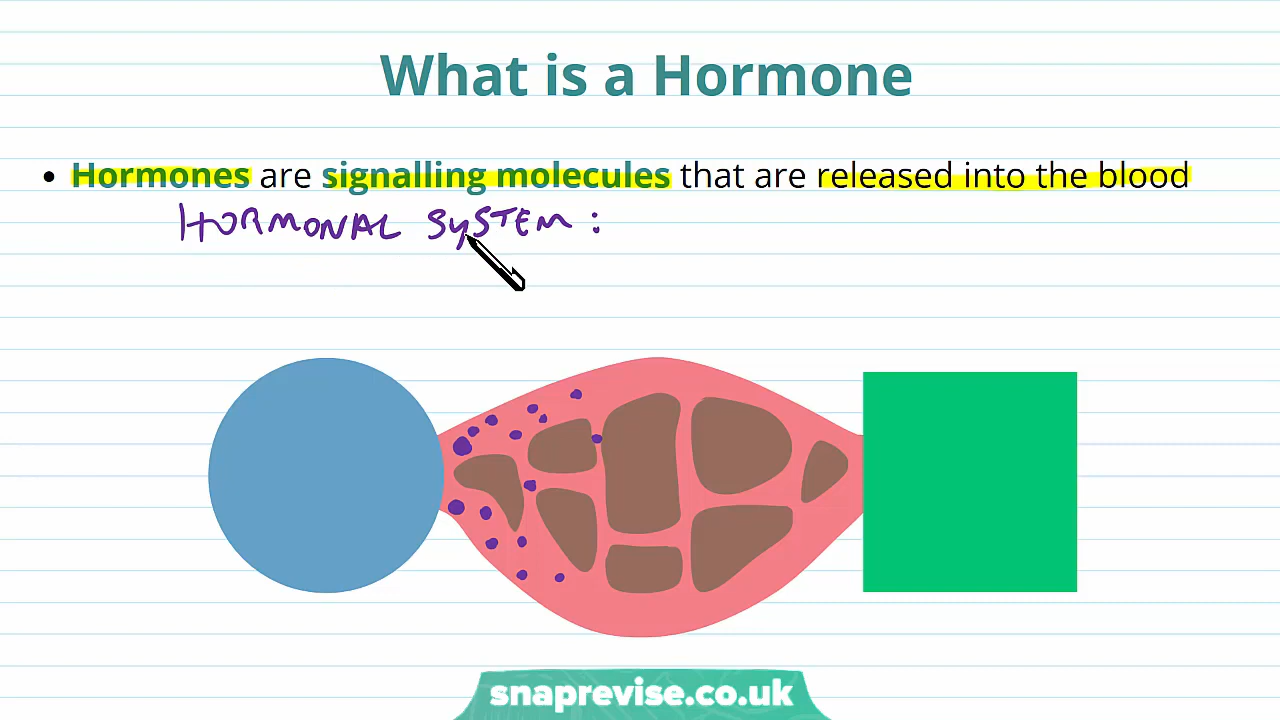 What is a Hormone
• Hormones are signalling molecules that are released into the blood
HORMONAL SYSTEM :
snaprevise.co.uk